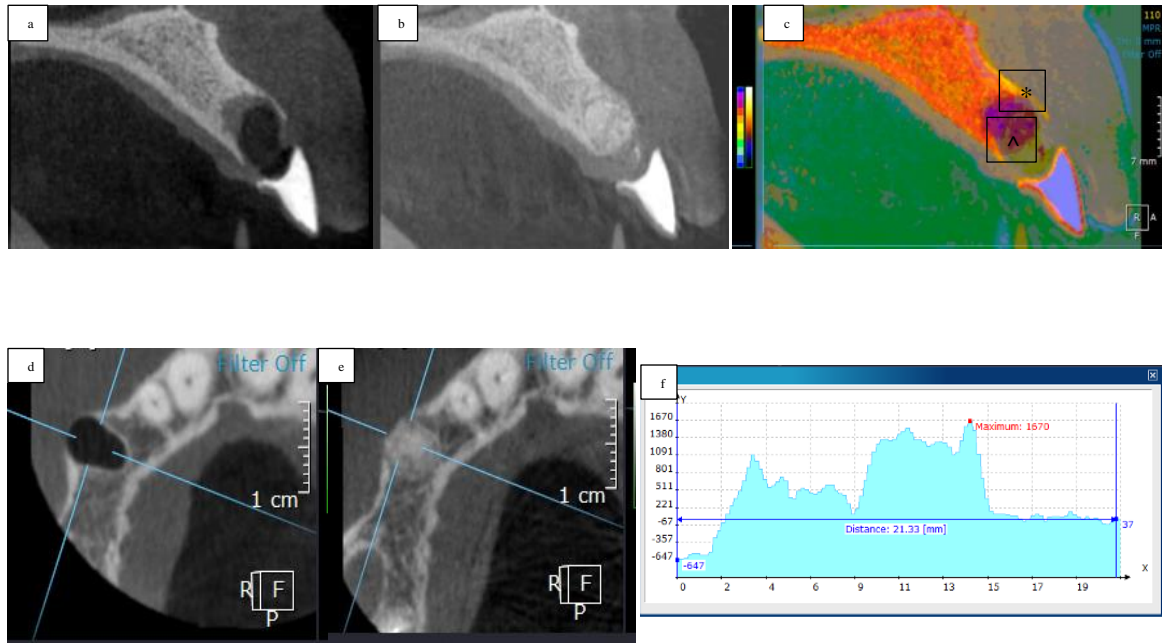 a
b
c
110
MPR
Filter Off
*
^
7 mm
R A
F
d
Filter Off
1 cm
R F
P
e
Filter Off
1 cm
R F
P
f
Y
1670
1380
1091
801
511
221
-67
-357
-647
Maximum: 1670
Distance: 21.33 [mm]
37
-647
X
0 2 4 6 9 11 13 15 17 19